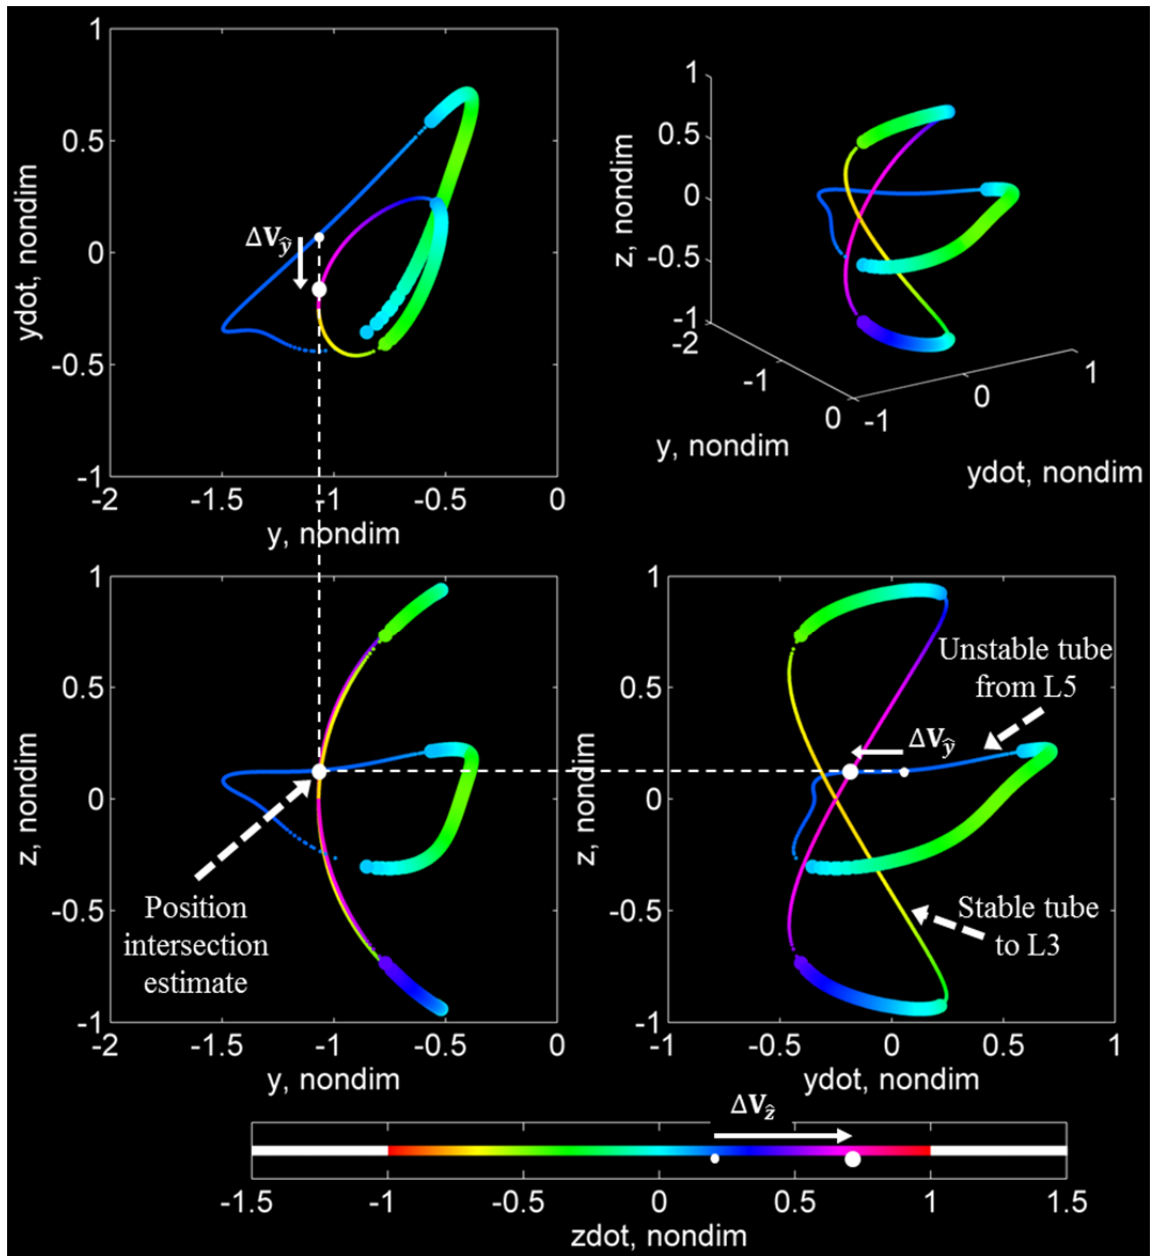 1
0.5
0
-0.5
-1
ydot, nondim
ΔV_ŷ
-2
-1.5
-1
-0.5
0
y, nondim
1
0.5
0
-0.5
-1
z, nondim
-2
-1
0
y, nondim
-1
0
1
ydot, nondim
1
0.5
0
-0.5
-1
z, nondim
Position
intersection
estimate
-2
-1.5
-1
-0.5
0
y, nondim
1
0.5
0
-0.5
-1
z, nondim
Unstable tube
from L5
ΔV_ŷ
Stable tube
to L3
-1
-0.5
0
0.5
1
ydot, nondim
ΔV_ẑ
-1.5
-1
-0.5
0
0.5
1
1.5
zdot, nondim